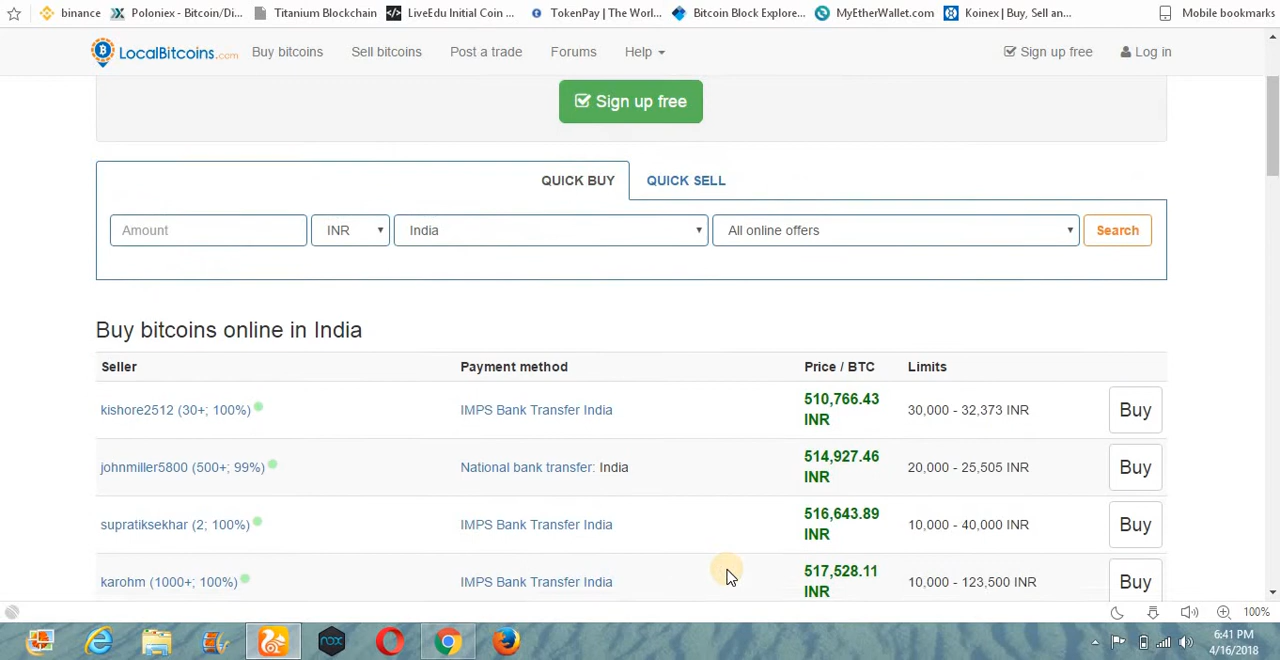 binance
Poloniex - Bitcoin/Di...
Titanium Blockchain
LiveEdu Initial Coin ...
TokenPay | The Worl...
Bitcoin Block Explore...
MyEtherWallet.com
Koinex | Buy, Sell an...
Mobile bookmarks
LocalBitcoins.com
Buy bitcoins
Sell bitcoins
Post a trade
Forums
Help
Sign up free
Log in
Sign up free
QUICK BUY
QUICK SELL
Amount
INR
India
All online offers
Search
Buy bitcoins online in India
Seller
Payment method
Price / BTC
Limits
kishore2512 (30+; 100%)
IMPS Bank Transfer India
510,766.43
INR
30,000 - 32,373 INR
Buy
johnmiller5800 (500+; 99%)
National bank transfer: India
514,927.46
INR
20,000 - 25,505 INR
Buy
supratiksekhar (2; 100%)
IMPS Bank Transfer India
516,643.89
INR
10,000 - 40,000 INR
Buy
karohm (1000+; 100%)
IMPS Bank Transfer India
517,528.11
INR
10,000 - 123,500 INR
Buy
100%
nox
6:41 PM
4/16/2018